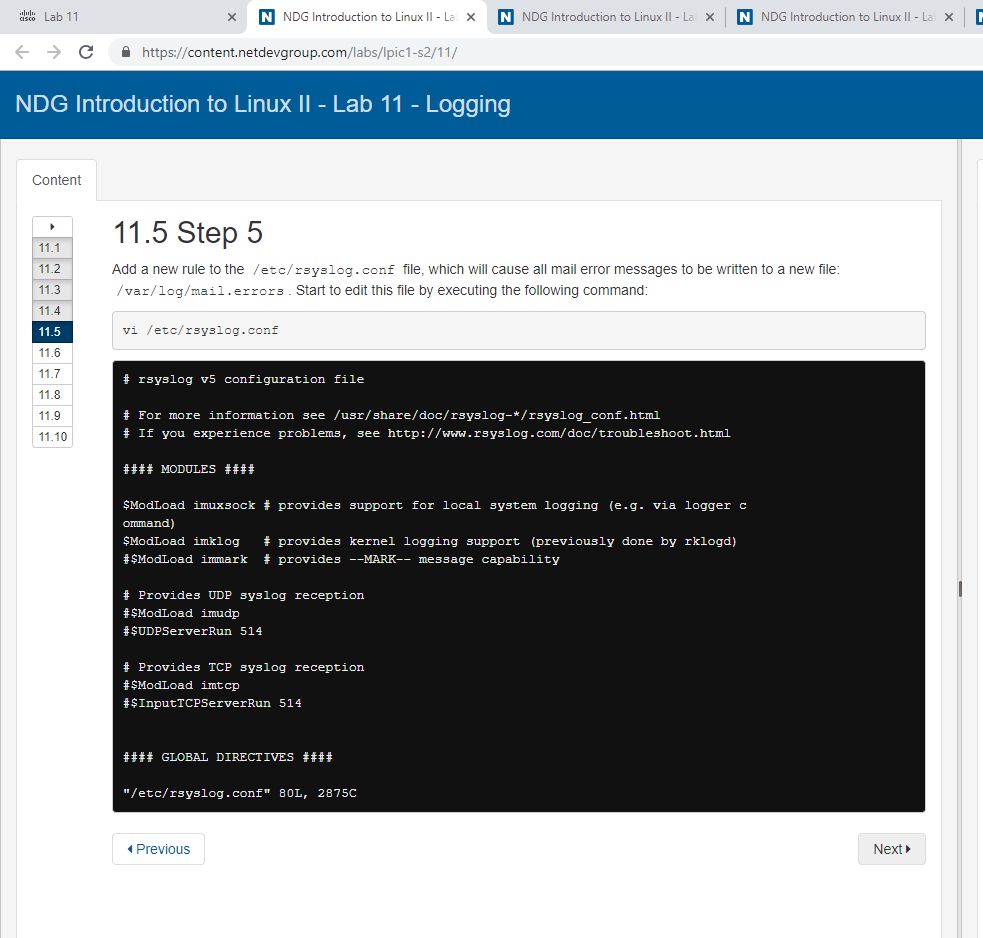 Lab 11
NDG Introduction to Linux II - La
NDG Introduction to Linux II - La
NDG Introduction to Linux II - La
https://content.netdevgroup.com/labs/lpic1-s2/11/
NDG Introduction to Linux II - Lab 11 - Logging
Content
11.1
11.2
11.3
11.4
11.5
11.6
11.7
11.8
11.9
11.10
11.5 Step 5
Add a new rule to the /etc/rsyslog.conf file, which will cause all mail error messages to be written to a new file:
/var/log/mail.errors. Start to edit this file by executing the following command:
vi /etc/rsyslog.conf
# rsyslog v5 configuration file
# For more information see /usr/share/doc/rsyslog-*/rsyslog_conf.html
# If you experience problems, see http://www.rsyslog.com/doc/troubleshoot.html
#### MODULES ####
$ModLoad imuxsock # provides support for local system logging (e.g. via logger c
ommand)
$ModLoad imklog   # provides kernel logging support (previously done by rklogd)
#$ModLoad immark  # provides --MARK-- message capability
# Provides UDP syslog reception
#$ModLoad imudp
#$UDPServerRun 514
# Provides TCP syslog reception
#$ModLoad imtcp
#$InputTCPServerRun 514
#### GLOBAL DIRECTIVES ####
"/etc/rsyslog.conf" 80L, 2875C
Previous
Next